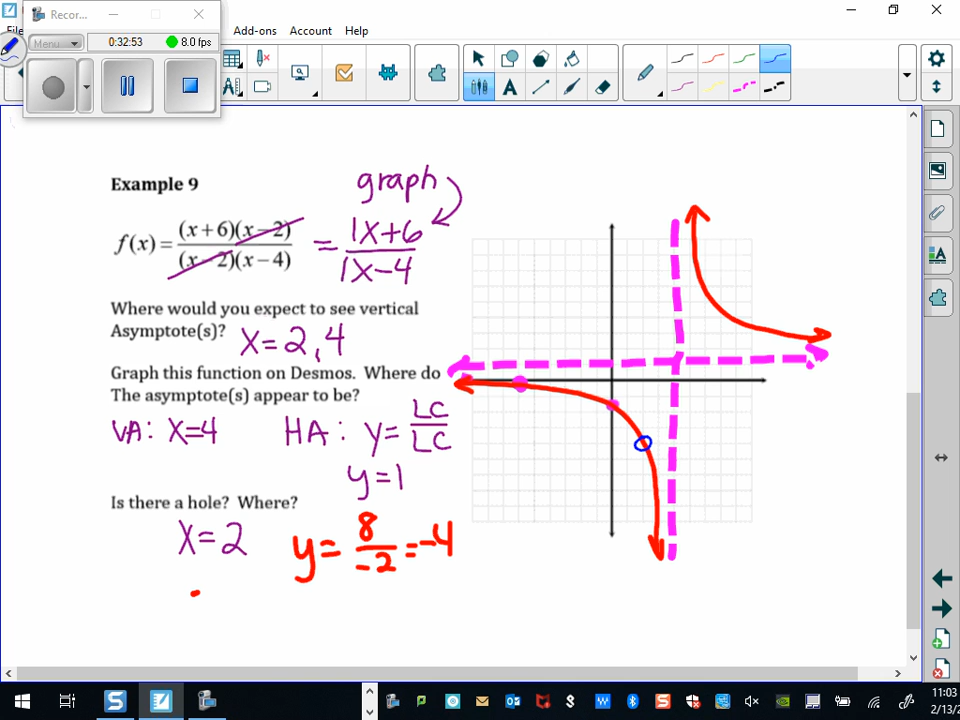 Recor...
Menu
0:32:53
8.0 fps
File
Add-ons
Account
Help
Example 9
graph
f(x) = (x+6)(x−2) / (x−2)(x−4) = 1x+6 / 1x−4
Where would you expect to see vertical
Asymptote(s)? x=2,4
Graph this function on Desmos. Where do
The asymptote(s) appear to be?
VA: x=4 HA: y= LC / LC
y=1
Is there a hole? Where?
x=2 y= 8 / -2 = -4
11:03
2/13/2